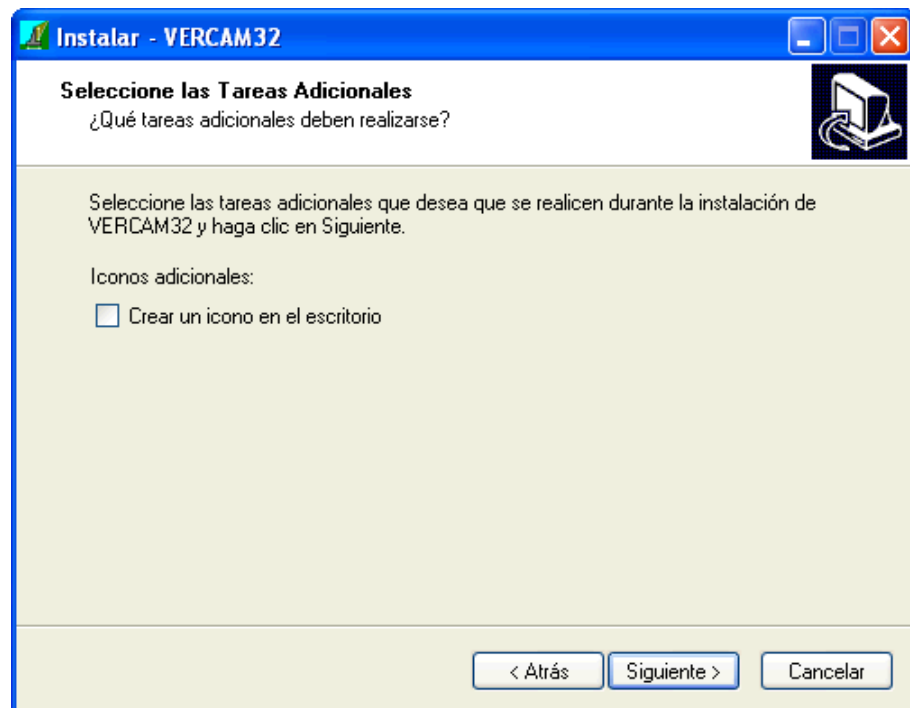 Instalar - VERCAM32
Seleccione las Tareas Adicionales
¿Qué tareas adicionales deben realizarse?
Seleccione las tareas adicionales que desea que se realicen durante la instalación de
VERCAM32 y haga clic en Siguiente.
Iconos adicionales:
Crear un icono en el escritorio
< Atrás
Siguiente >
Cancelar